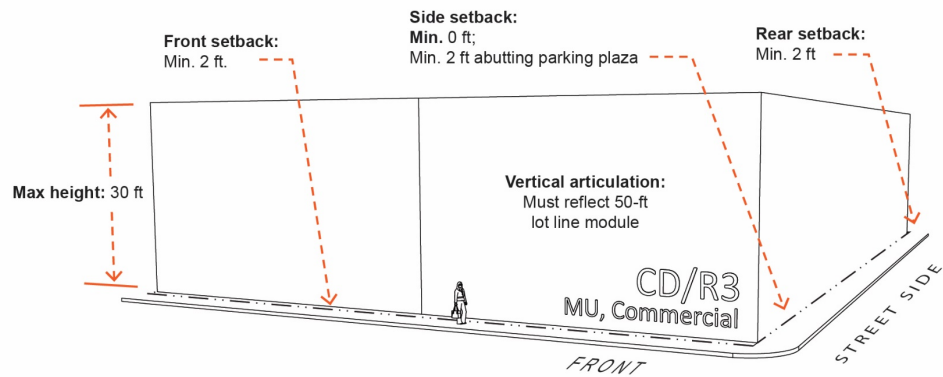 Side setback:
Min. 0 ft;
Min. 2 ft abutting parking plaza
Front setback:
Min. 2 ft.
Rear setback:
Min. 2 ft
Max height: 30 ft
Vertical articulation:
Must reflect 50-ft
lot line module
CD/R3
MU, Commercial
FRONT
STREET SIDE